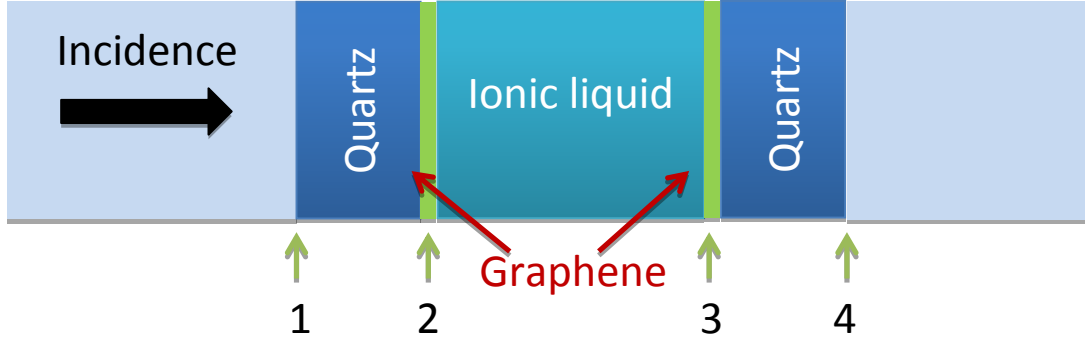 Incidence
Quartz
Ionic liquid
Quartz
Graphene
1 2 3 4